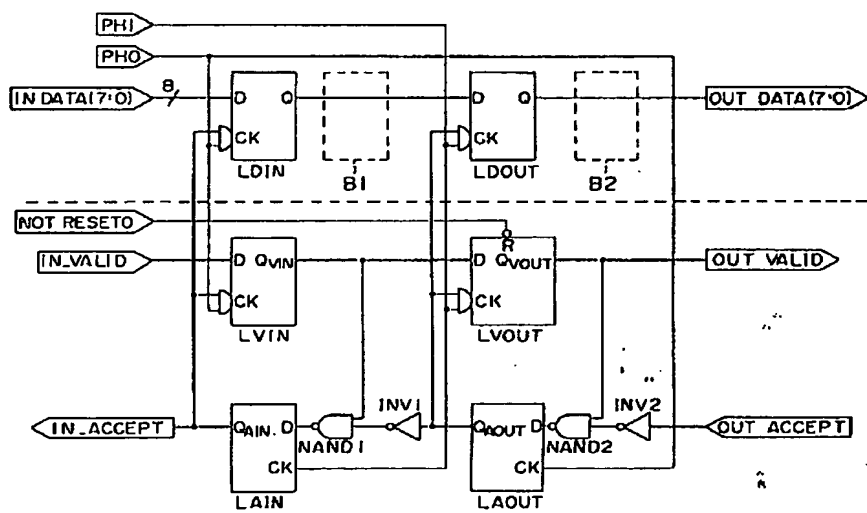 PH1
PH0
IN DATA(7:0)
8
D Q
CK
LDIN
B1
D Q
CK
LDOUT
B2
OUT DATA(7:0)
NOT RESET0
IN_VALID
D QVIN
CK
LVIN
R
D QVOUT
CK
LVOUT
OUT VALID
IN_ACCEPT
QAIN. D
CK
LAIN
NAND1
INV1
QAOUT D
CK
LAOUT
NAND2
INV2
OUT ACCEPT